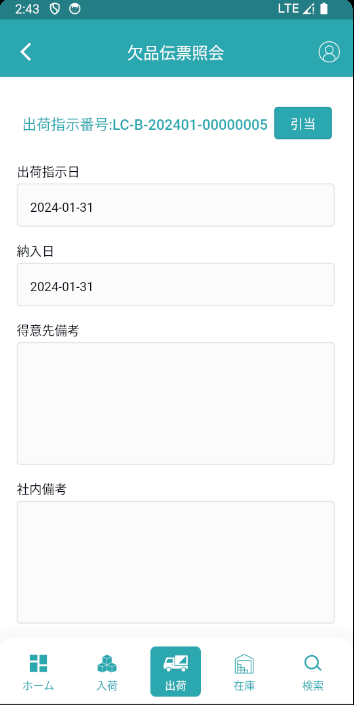 2:43
LTE
欠品伝票照会
出荷指示番号:LC-B-202401-00000005
引当
出荷指示日
2024-01-31
納入日
2024-01-31
得意先備考
社内備考
ホーム
入荷
出荷
在庫
検索